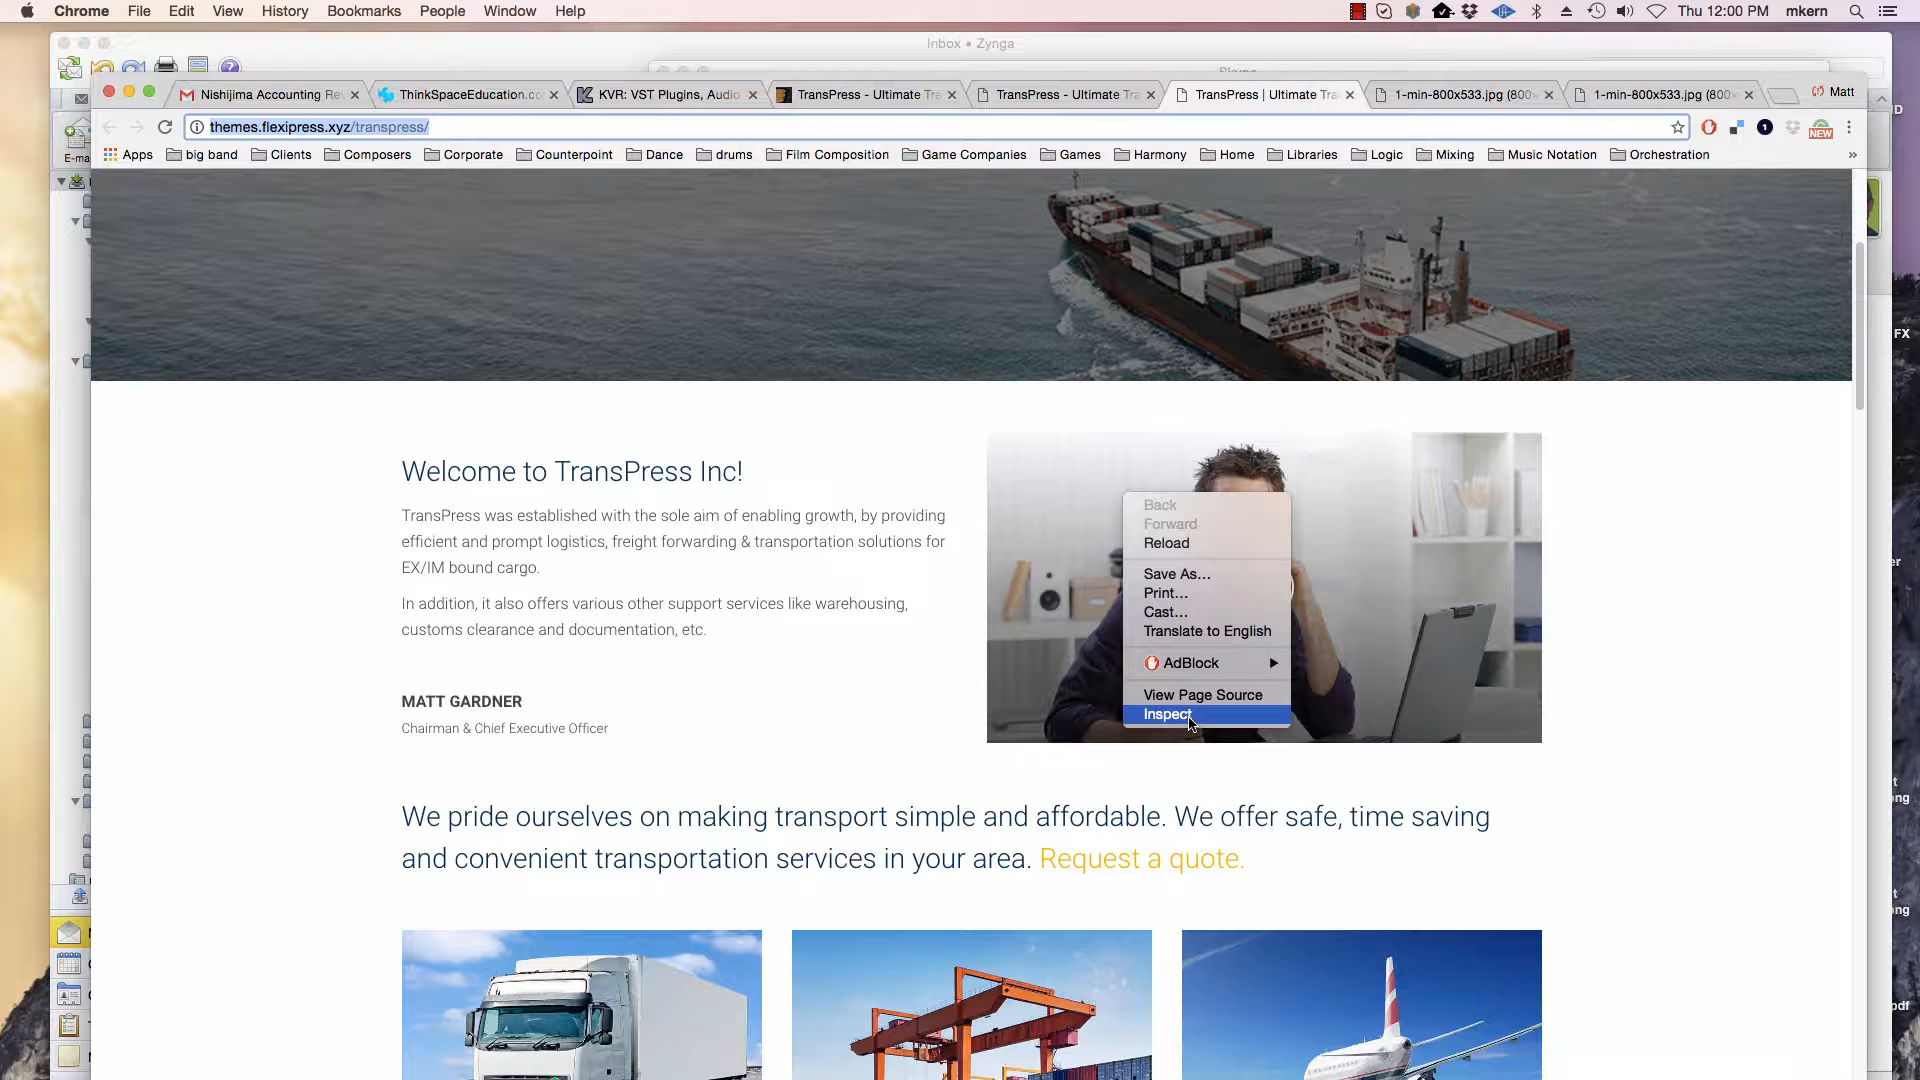 Chrome File Edit View History Bookmarks People Window Help
Thu 12:00 PM mkern
Inbox • Zynga
Skype
Nishijima Accounting Re
ThinkSpaceEducation.co
KVR: VST Plugins, Audio
TransPress - Ultimate Tra
TransPress - Ultimate Tra
TransPress | Ultimate Tra
1-min-800x533.jpg (800×
1-min-800x533.jpg (800×
Matt
themes.flexipress.xyz/transpress/
1
NEW
E-ma
Apps big band Clients Composers Corporate Counterpoint Dance drums Film Composition Game Companies Games Harmony Home Libraries Logic Mixing Music Notation Orchestration »
FX
Welcome to TransPress Inc!
TransPress was established with the sole aim of enabling growth, by providing
efficient and prompt logistics, freight forwarding & transportation solutions for
EX/IM bound cargo.
In addition, it also offers various other support services like warehousing,
customs clearance and documentation, etc.
MATT GARDNER
Chairman & Chief Executive Officer
Back
Forward
Reload
Save As...
Print...
Cast...
Translate to English
AdBlock
View Page Source
Inspect
We pride ourselves on making transport simple and affordable. We offer safe, time saving
and convenient transportation services in your area. Request a quote.